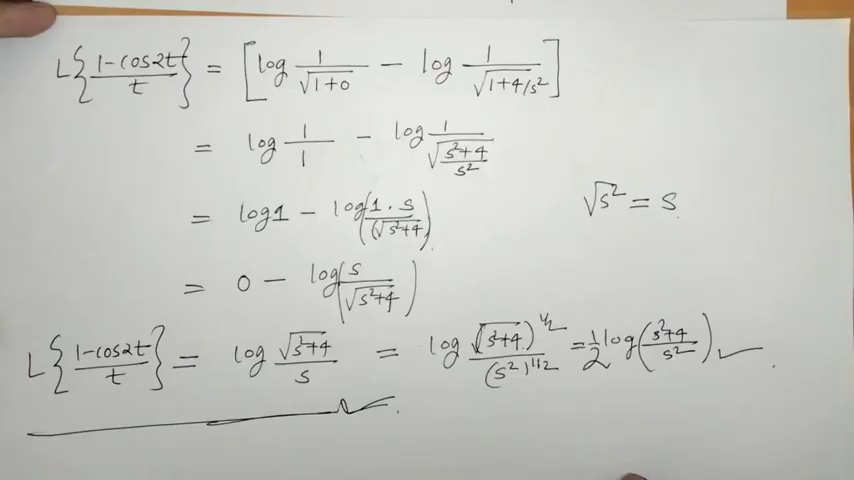 L{(1-cos2t)/t} = [log 1/√(1+0) - log 1/√(1+4/s²)]
= log 1/1 - log 1/√((s²+4)/s²)
= log1 - log(1·s/(√(s²+4)) √s² = s
= 0 - log(s/√(s²+4))
L{(1-cos2t)/t} = log √(s²+4)/s = log √(s²+4)^(1/2)/(s²)^(1/2) = 1/2 log((s²+4)/s²)